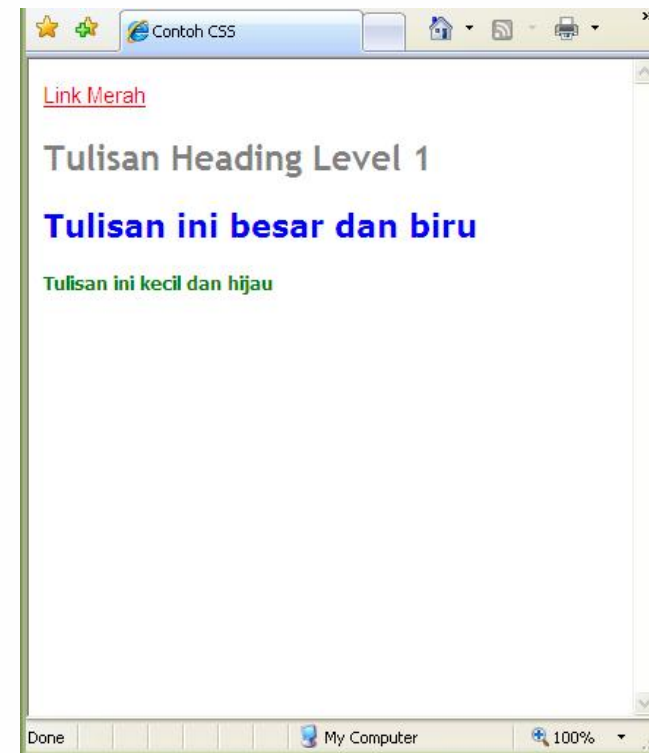 Contoh CSS
Link Merah
Tulisan Heading Level 1
Tulisan ini besar dan biru
Tulisan ini kecil dan hijau
Done
My Computer
100%